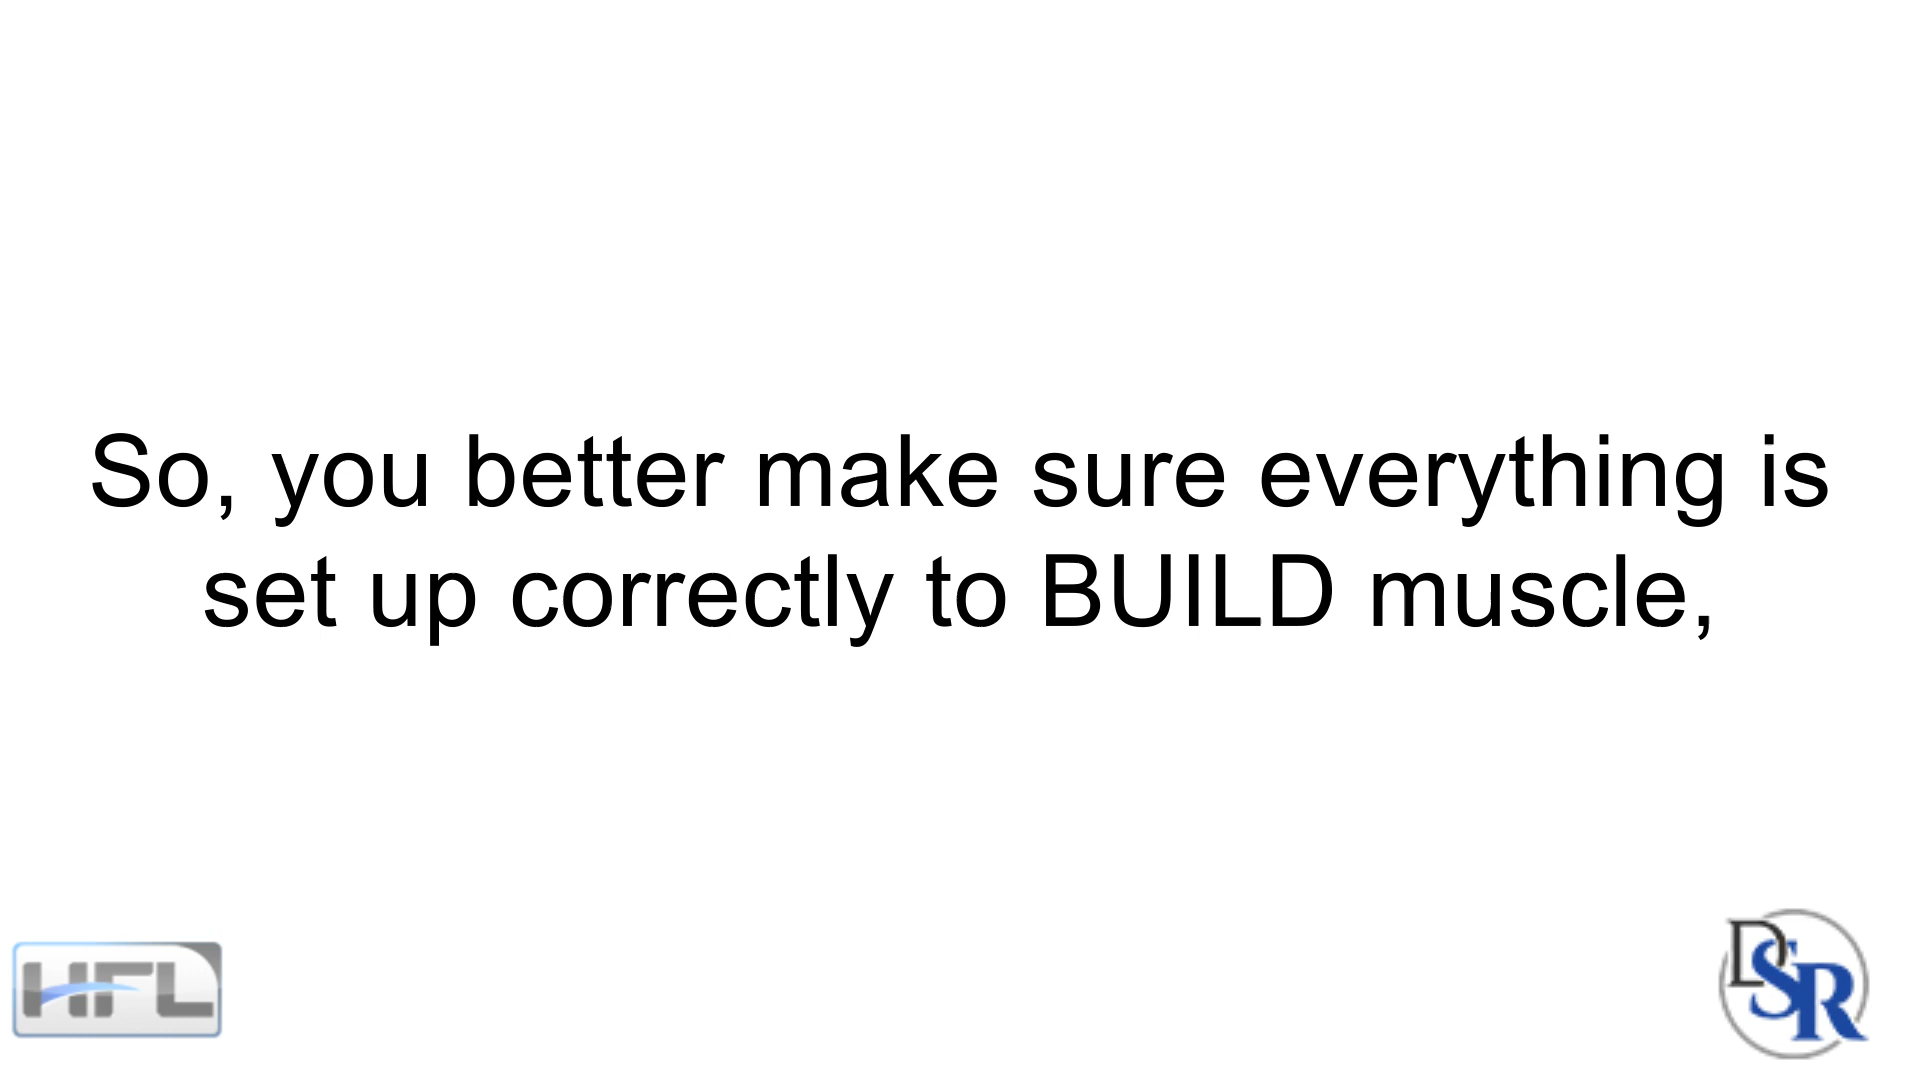 So, you better make sure everything is
set up correctly to BUILD muscle,
HFL
DSR